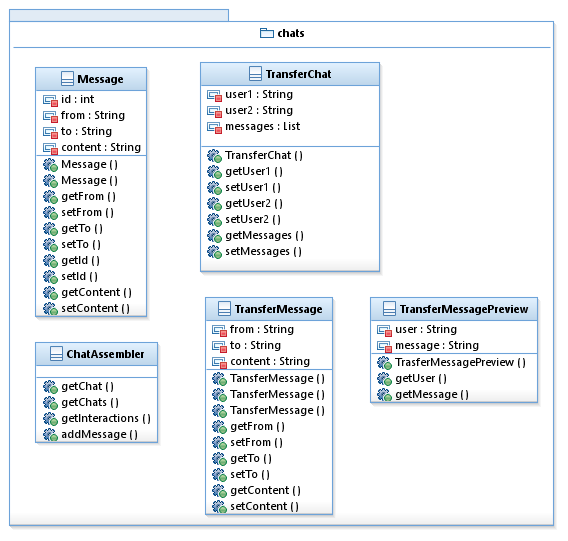 chats
Message
id : int
from : String
to : String
content : String
Message ( )
Message ( )
getFrom ( )
setFrom ( )
getTo ( )
setTo ( )
getId ( )
setId ( )
getContent ( )
setContent ( )
TransferChat
user1 : String
user2 : String
messages : List
TransferChat ( )
getUser1 ( )
setUser1 ( )
getUser2 ( )
setUser2 ( )
getMessages ( )
setMessages ( )
ChatAssembler
getChat ( )
getChats ( )
getInteractions ( )
addMessage ( )
TransferMessage
from : String
to : String
content : String
TansferMessage ( )
TansferMessage ( )
TansferMessage ( )
getFrom ( )
setFrom ( )
getTo ( )
setTo ( )
getContent ( )
setContent ( )
TransferMessagePreview
user : String
message : String
TrasferMessagePreview ( )
getUser ( )
getMessage ( )